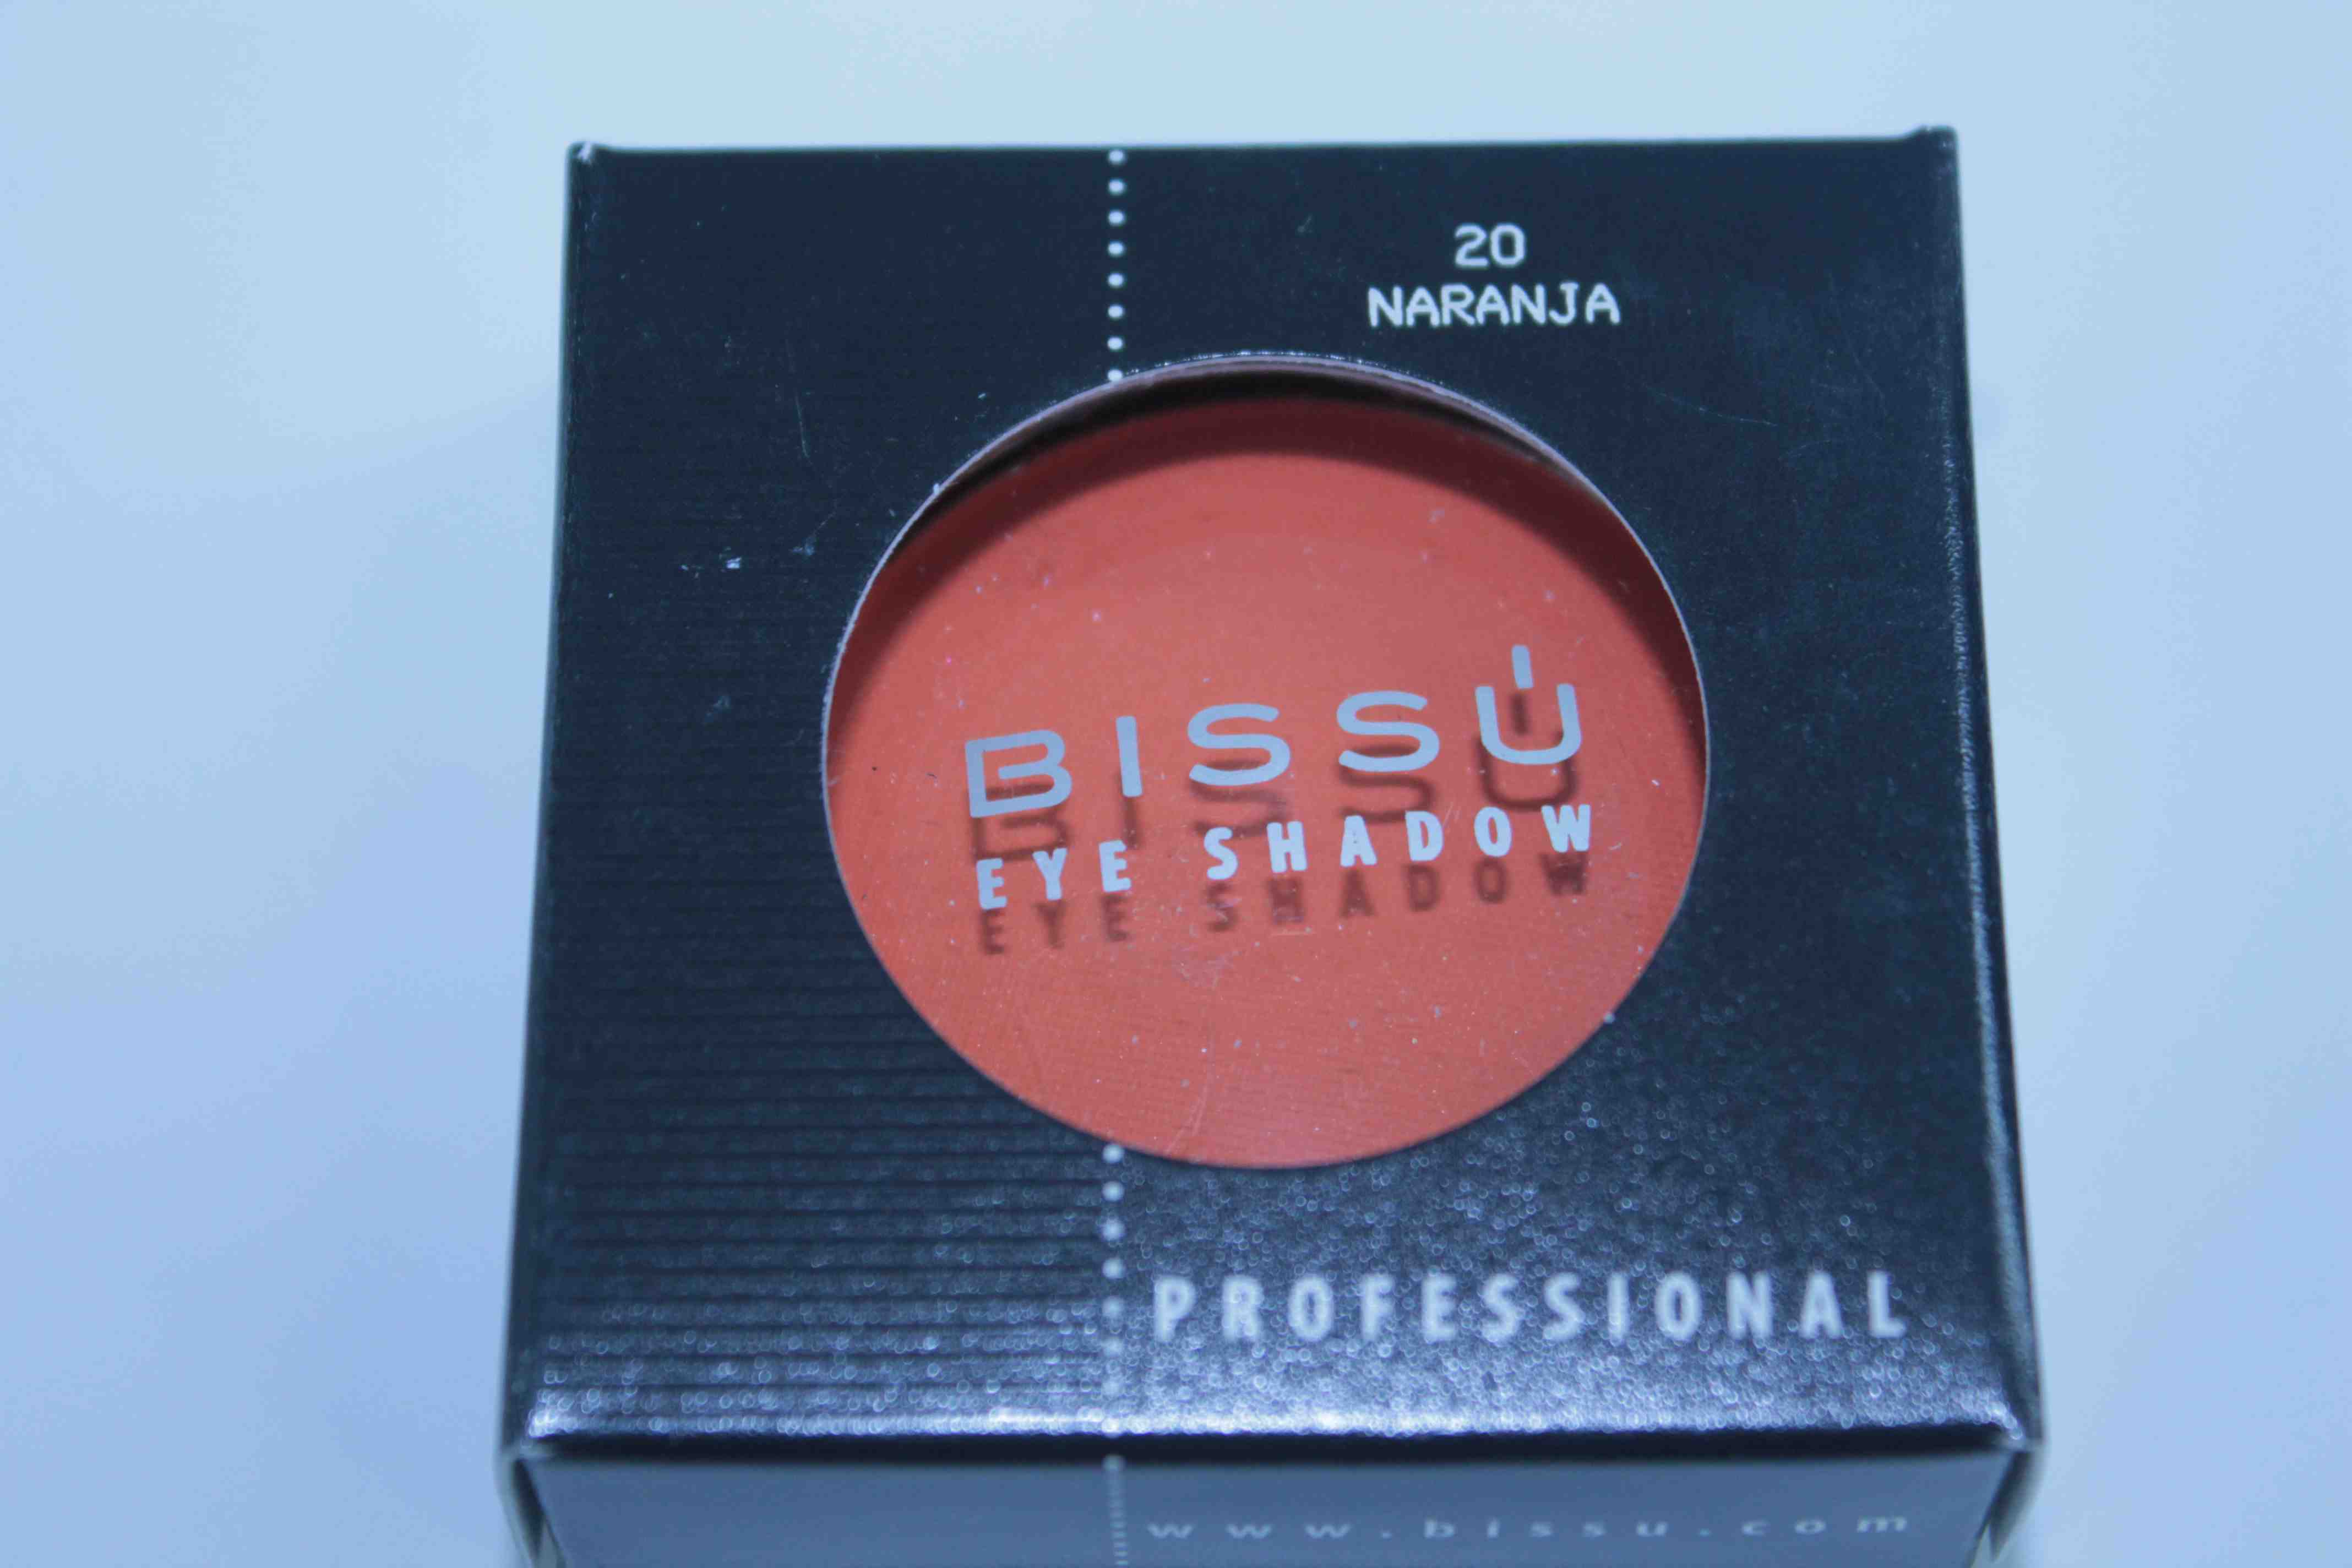 20
NARANJA
BISSÚ
EYE SHADOW
PROFESSIONAL
www.bissu.com